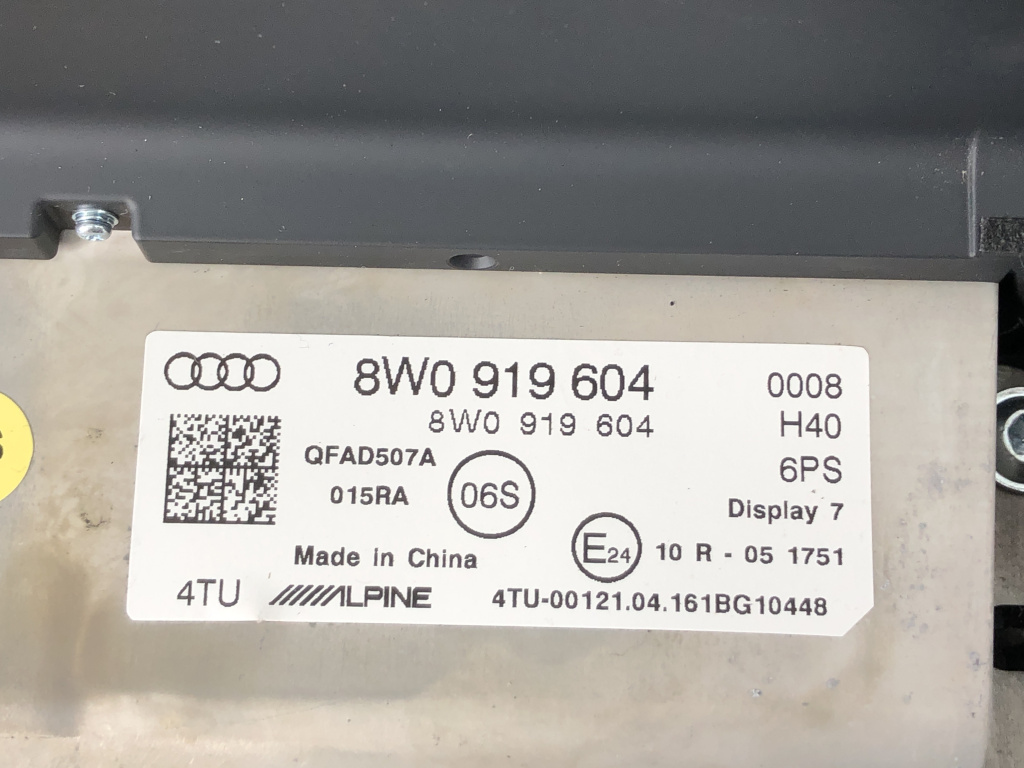 8W0 919 604 0008
8W0 919 604 H40
QFAD507A 6PS
015RA 06S Display 7
Made in China E24 10 R - 05 1751
4TU ALPINE 4TU-00121.04.161BG10448